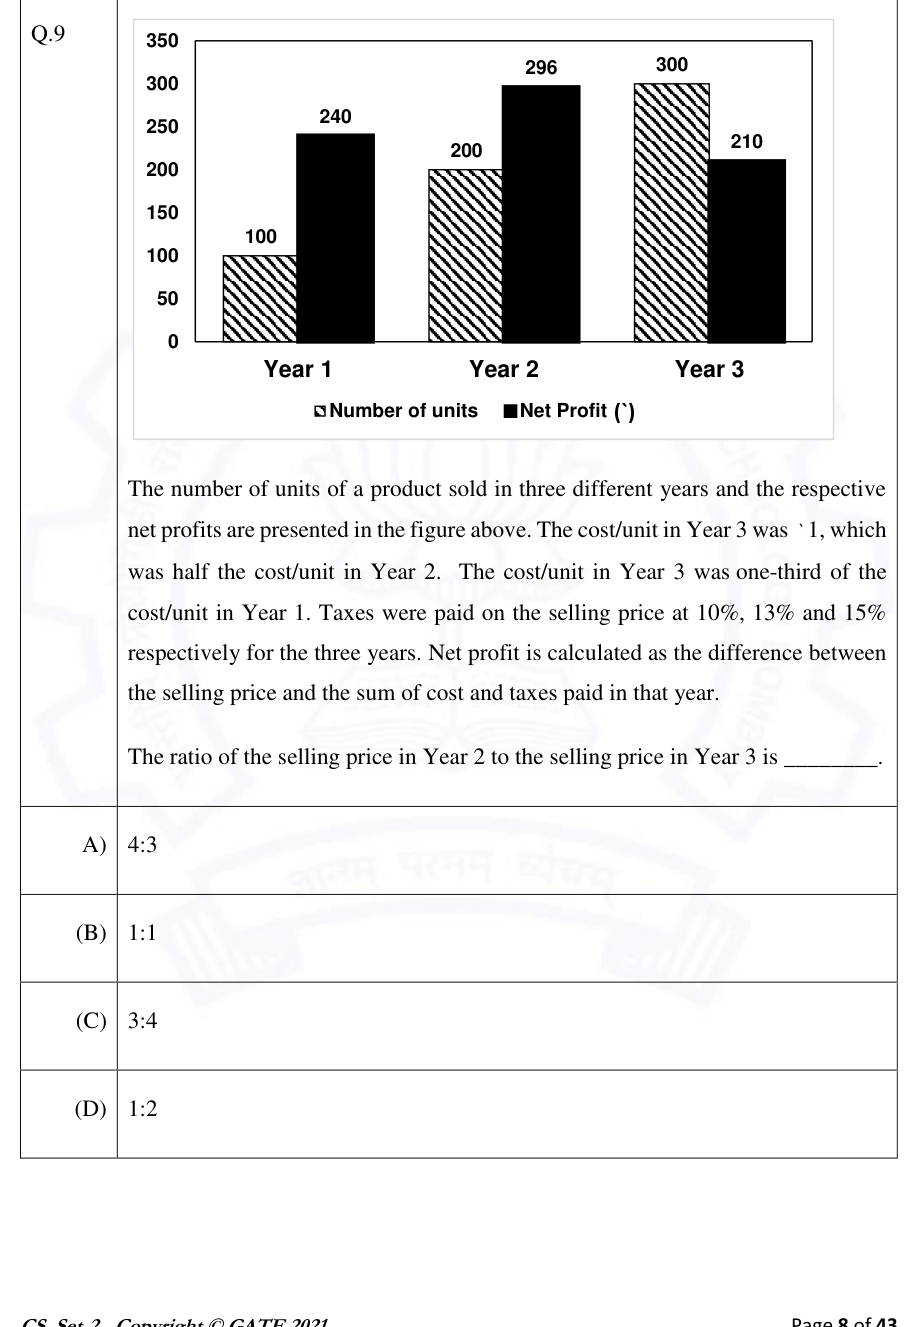 Q.9
350
300
250
200
150
100
50
0
100
240
200
296
300
210
Year 1 Year 2 Year 3
Number of units Net Profit (`)
The number of units of a product sold in three different years and the respective
net profits are presented in the figure above. The cost/unit in Year 3 was ` 1, which
was half the cost/unit in Year 2. The cost/unit in Year 3 was one-third of the
cost/unit in Year 1. Taxes were paid on the selling price at 10%, 13% and 15%
respectively for the three years. Net profit is calculated as the difference between
the selling price and the sum of cost and taxes paid in that year.
The ratio of the selling price in Year 2 to the selling price in Year 3 is ________.
A) 4:3
(B) 1:1
(C) 3:4
(D) 1:2
ज्ञानम् परमम् ध्येयम्
CS, Set-2, Copyright © GATE 2021
Page 8 of 43